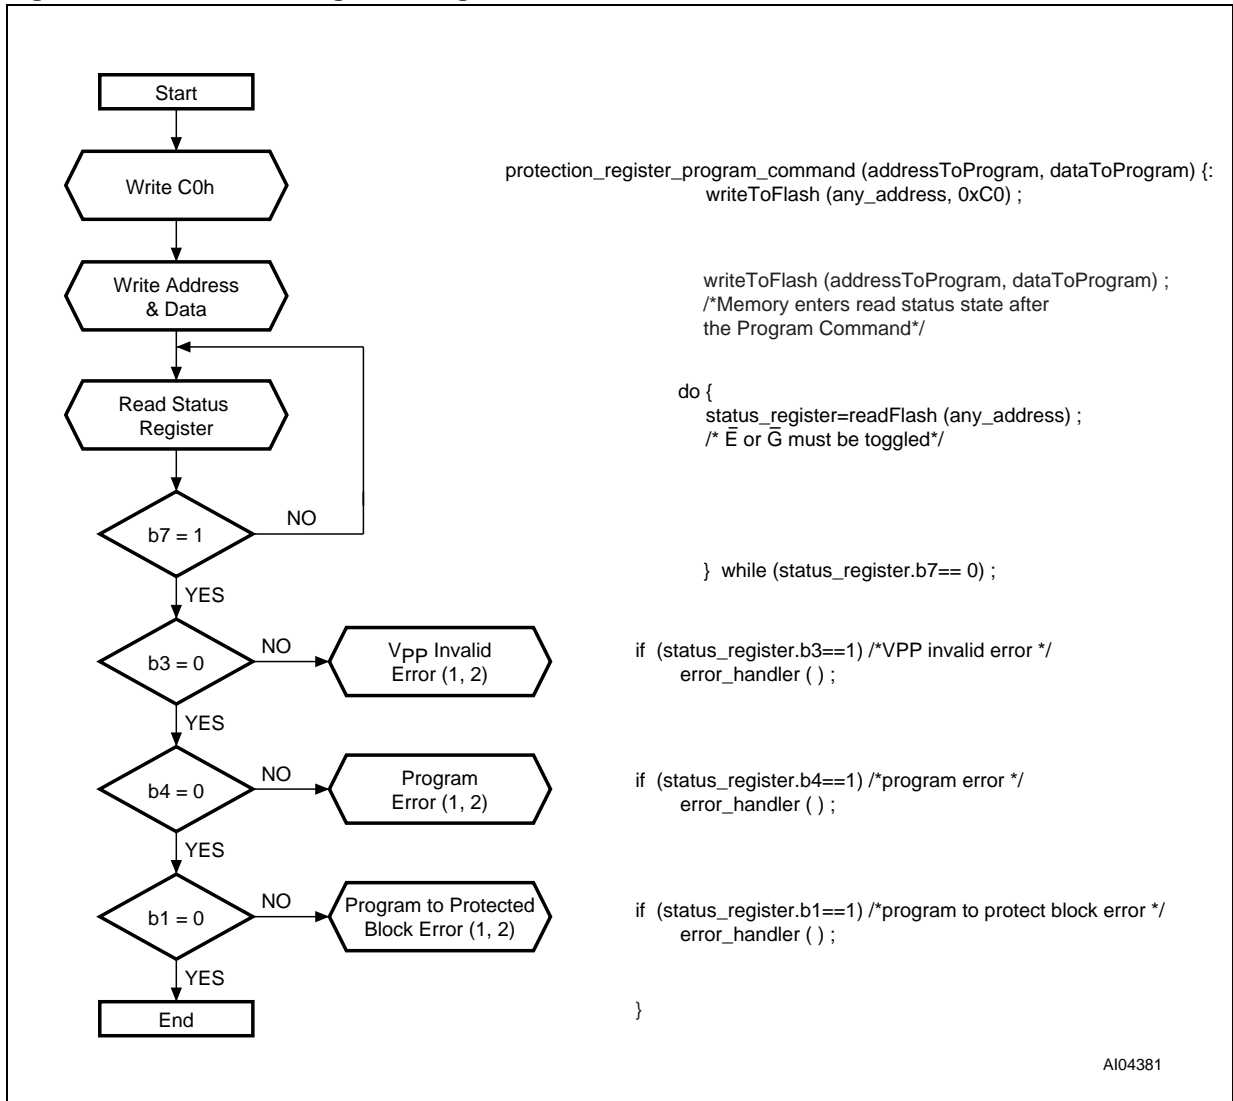 Start
Write C0h
protection_register_program_command (addressToProgram, dataToProgram) {:
writeToFlash (any_address, 0xC0) ;
Write Address
& Data
writeToFlash (addressToProgram, dataToProgram) ;
/*Memory enters read status state after
the Program Command*/
Read Status
Register
do {
status_register=readFlash (any_address) ;
/* E̅ or G̅ must be toggled*/
b7 = 1
NO
} while (status_register.b7== 0) ;
YES
b3 = 0
NO
VPP Invalid
Error (1, 2)
if (status_register.b3==1) /*VPP invalid error */
error_handler ( ) ;
YES
b4 = 0
NO
Program
Error (1, 2)
if (status_register.b4==1) /*program error */
error_handler ( ) ;
YES
b1 = 0
NO
Program to Protected
Block Error (1, 2)
if (status_register.b1==1) /*program to protect block error */
error_handler ( ) ;
YES
End
}
AI04381